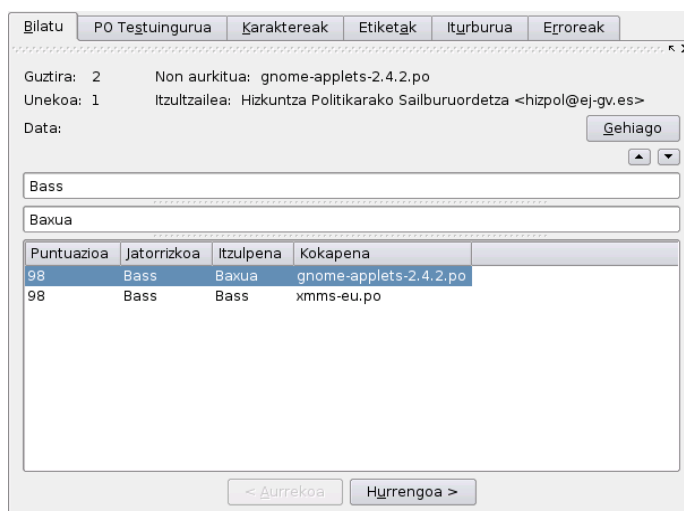 Bilatu PO Testuingurua Karaktereak Etiketak Iturburua Erroreak
Guztira: 2 Non aurkitua: gnome-applets-2.4.2.po
Unekoa: 1 Itzultzailea: Hizkuntza Politikarako Sailburuordetza <hizpol@ej-gv.es>
Data: Gehiago
Bass
Baxua
Puntuazioa Jatorrizkoa Itzulpena Kokapena
98 Bass Baxua gnome-applets-2.4.2.po
98 Bass Bass xmms-eu.po
< Aurrekoa Hurrengoa >